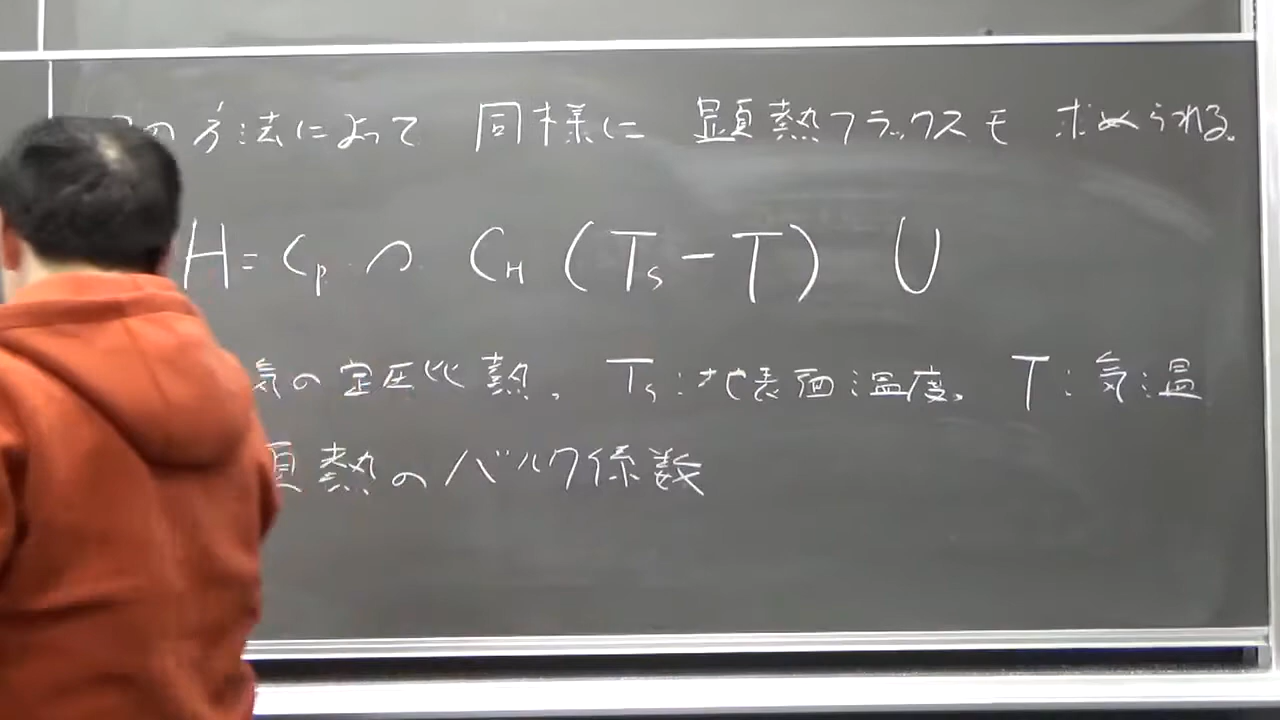 の方法によって 同様に 顕熱フラックスも 求められる。
H = Cp ρ CH (Ts − T) U
気の定圧比熱。 Ts : 地表面温度。 T : 気温
熱のバルク係数